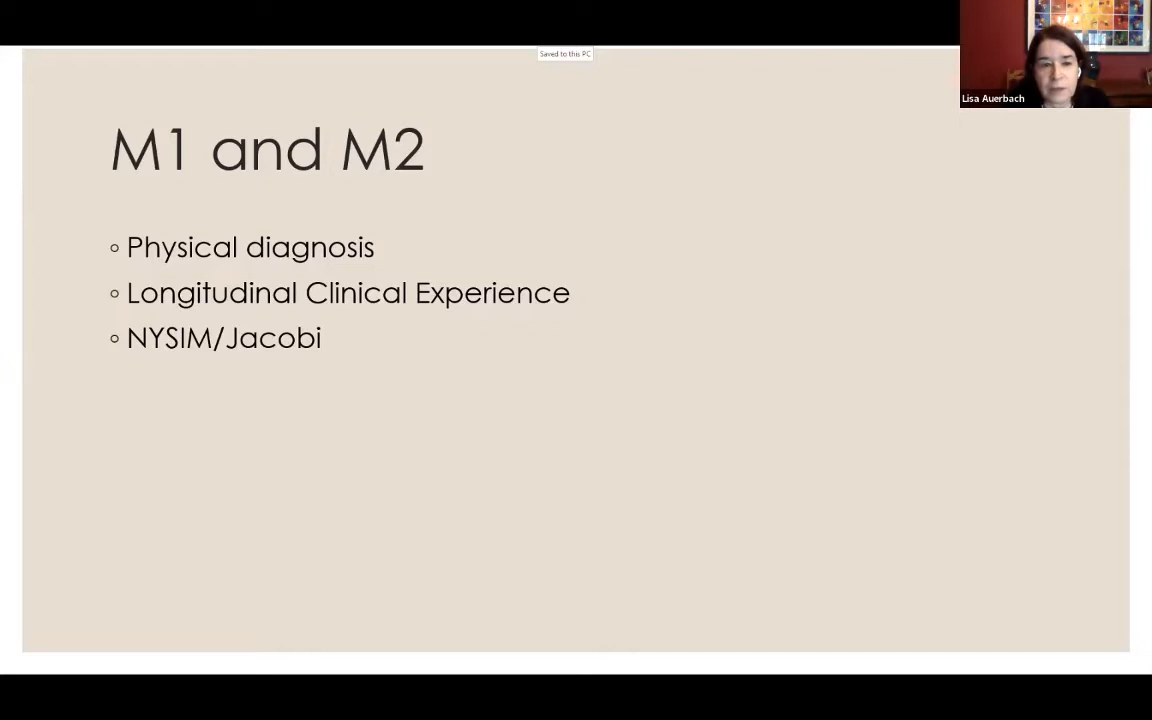 Saved to this PC
Lisa Auerbach
M1 and M2
◦ Physical diagnosis
◦ Longitudinal Clinical Experience
◦ NYSIM/Jacobi